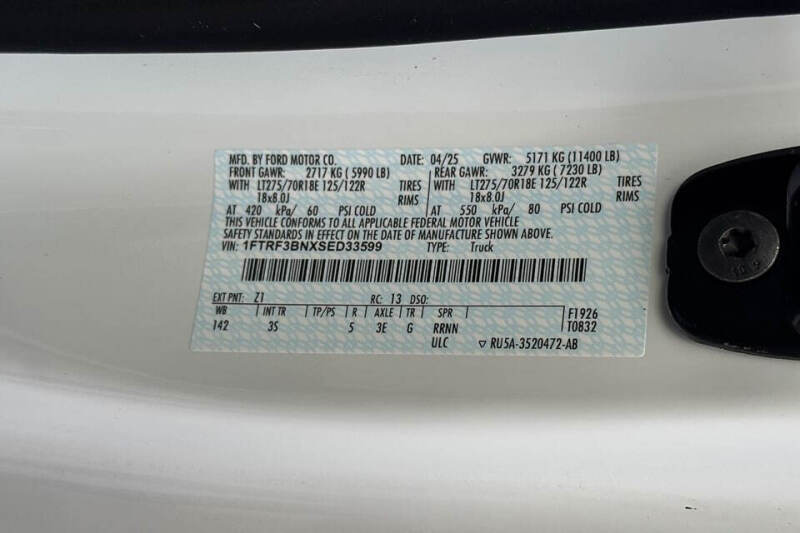 MFD. BY FORD MOTOR CO. DATE: 04/25 GVWR: 5171 KG (11400 LB)
FRONT GAWR: 2717 KG ( 5990 LB) REAR GAWR: 3279 KG ( 7230 LB)
WITH LT275/70R18E 125/122R TIRES WITH LT275/70R18E 125/122R TIRES
18x8.0J RIMS 18x8.0J RIMS
AT 420 kPa/ 60 PSI COLD AT 550 kPa/ 80 PSI COLD
THIS VEHICLE CONFORMS TO ALL APPLICABLE FEDERAL MOTOR VEHICLE
SAFETY STANDARDS IN EFFECT ON THE DATE OF MANUFACTURE SHOWN ABOVE.
VIN: 1FTRF3BNXSED33599 TYPE: Truck
EXT PNT: Z1 RC: 13 DSO:
WB INT TR TP/PS R AXLE TR SPR F1926
142 3S 5 3E G RRNN T0832
ULC ▽ RU5A-3520472-AB
10.9